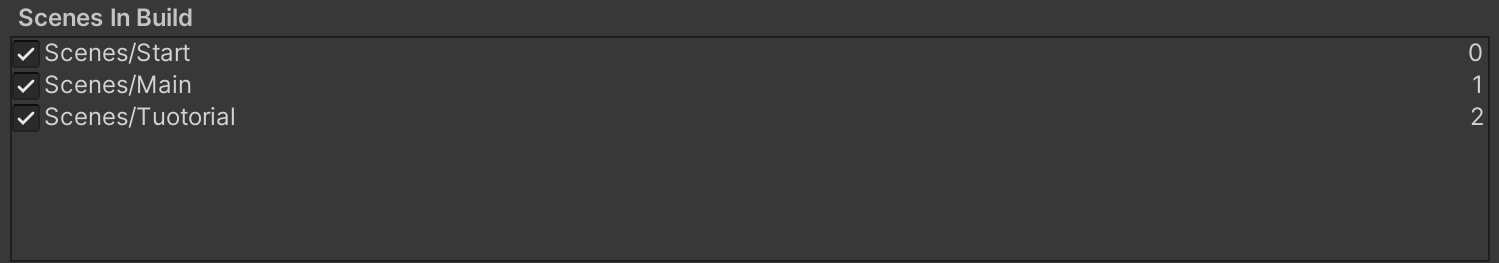 Scenes In Build
Scenes/Start 0
Scenes/Main 1
Scenes/Tuotorial 2